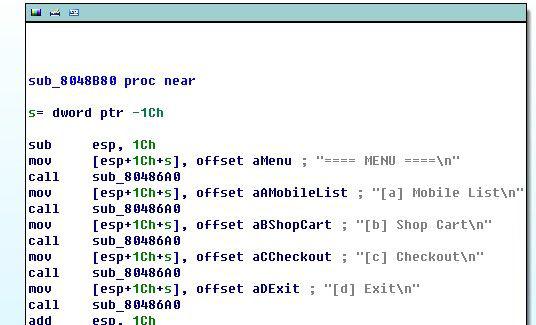 sub_8048B80 proc near
s= dword ptr -1Ch
sub esp, 1Ch
mov [esp+1Ch+s], offset aMenu ; "==== MENU ====\n"
call sub_80486A0
mov [esp+1Ch+s], offset aAMobileList ; "[a] Mobile List\n"
call sub_80486A0
mov [esp+1Ch+s], offset aBShopCart ; "[b] Shop Cart\n"
call sub_80486A0
mov [esp+1Ch+s], offset aCCheckout ; "[c] Checkout\n"
call sub_80486A0
mov [esp+1Ch+s], offset aDExit ; "[d] Exit\n"
call sub_80486A0
add esp, 1Ch